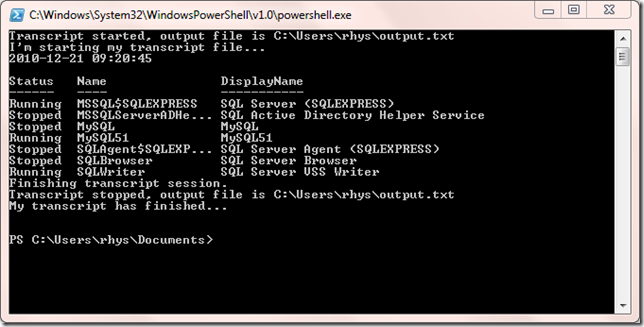 C:\Windows\System32\WindowsPowerShell\v1.0\powershell.exe
Transcript started, output file is C:\Users\rhys\output.txt
I'm starting my transcript file...
2010-12-21 09:20:45
Status   Name               DisplayName
------   ----               -----------
Running  MSSQL$SQLEXPRESS   SQL Server (SQLEXPRESS)
Stopped  MSSQLServerADHe... SQL Active Directory Helper Service
Stopped  MySQL              MySQL
Running  MySQL51            MySQL51
Stopped  SQLAgent$SQLEXP... SQL Server Agent (SQLEXPRESS)
Stopped  SQLBrowser         SQL Server Browser
Running  SQLWriter          SQL Server VSS Writer
Finishing transcript session.
Transcript stopped, output file is C:\Users\rhys\output.txt
My transcript has finished...
PS C:\Users\rhys\Documents>